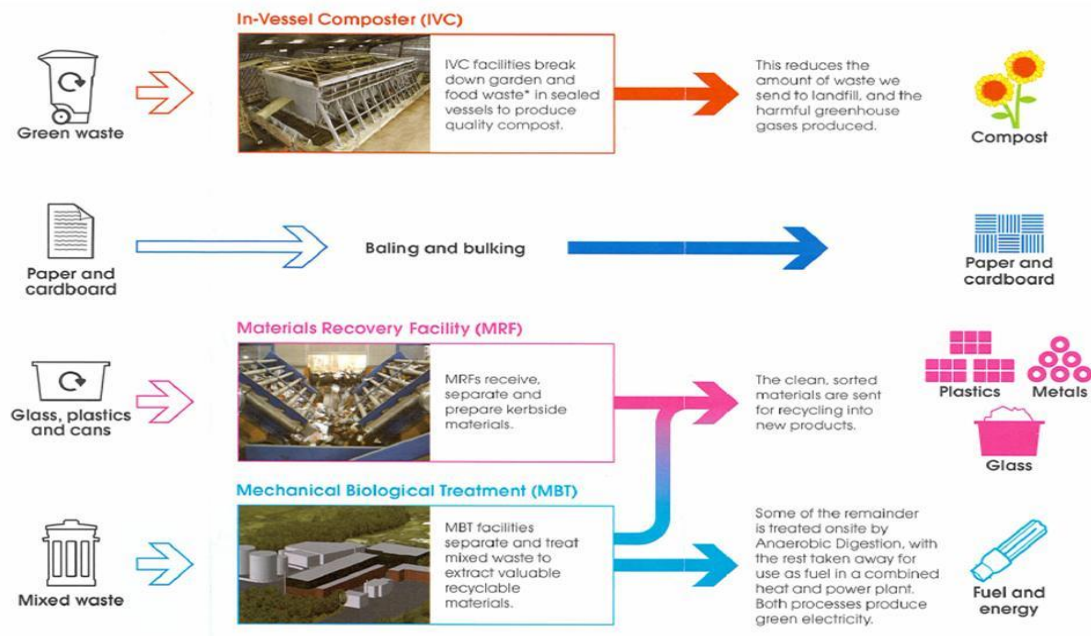 In-Vessel Composter (IVC)
Green waste
IVC facilities break
down garden and
food waste* in sealed
vessels to produce
quality compost.
This reduces the
amount of waste we
send to landfill, and the
harmful greenhouse
gases produced.
Compost
Paper and
cardboard
Baling and bulking
Paper and
cardboard
Materials Recovery Facility (MRF)
Glass, plastics
and cans
MRFs receive,
separate and
prepare kerbside
materials.
The clean, sorted
materials are sent
for recycling into
new products.
Plastics
Metals
Glass
Mechanical Biological Treatment (MBT)
Mixed waste
MBT facilities
separate and treat
mixed waste to
extract valuable
recyclable
materials.
Some of the remainder
is treated onsite by
Anaerobic Digestion, with
the rest taken away for
use as fuel in a combined
heat and power plant.
Both processes produce
green electricity.
Fuel and
energy